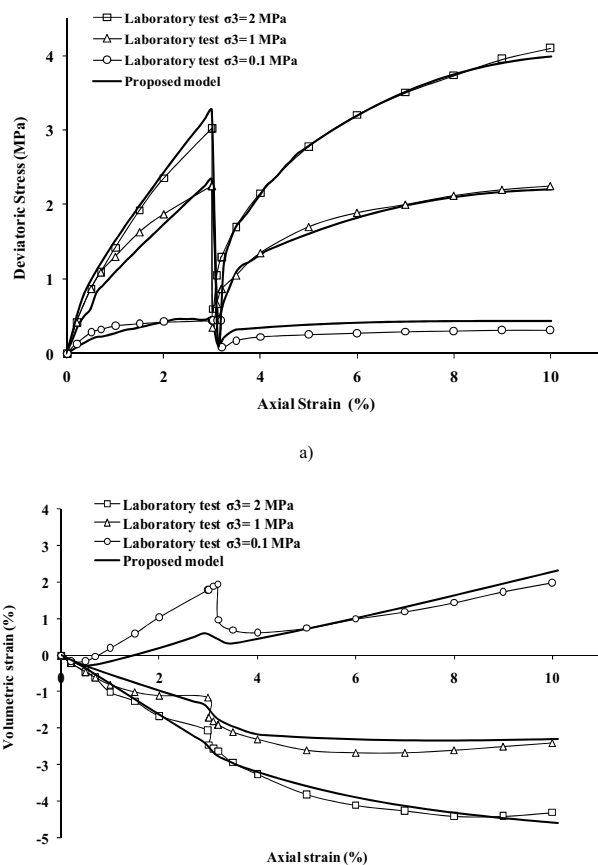 Laboratory test σ3= 2 MPa
Laboratory test σ3=1 MPa
Laboratory test σ3=0.1 MPa
Proposed model
Deviatoric Stress (MPa)
4
3
2
1
0
0 2 4 6 8 10
Axial Strain (%)
a)
Laboratory test σ3= 2 MPa
Laboratory test σ3= 1 MPa
Laboratory test σ3=0.1 MPa
Proposed model
Volumetric strain (%)
4
3
2
1
0
0 2 4 6 8 10
-1
-2
-3
-4
-5
Axial strain (%)